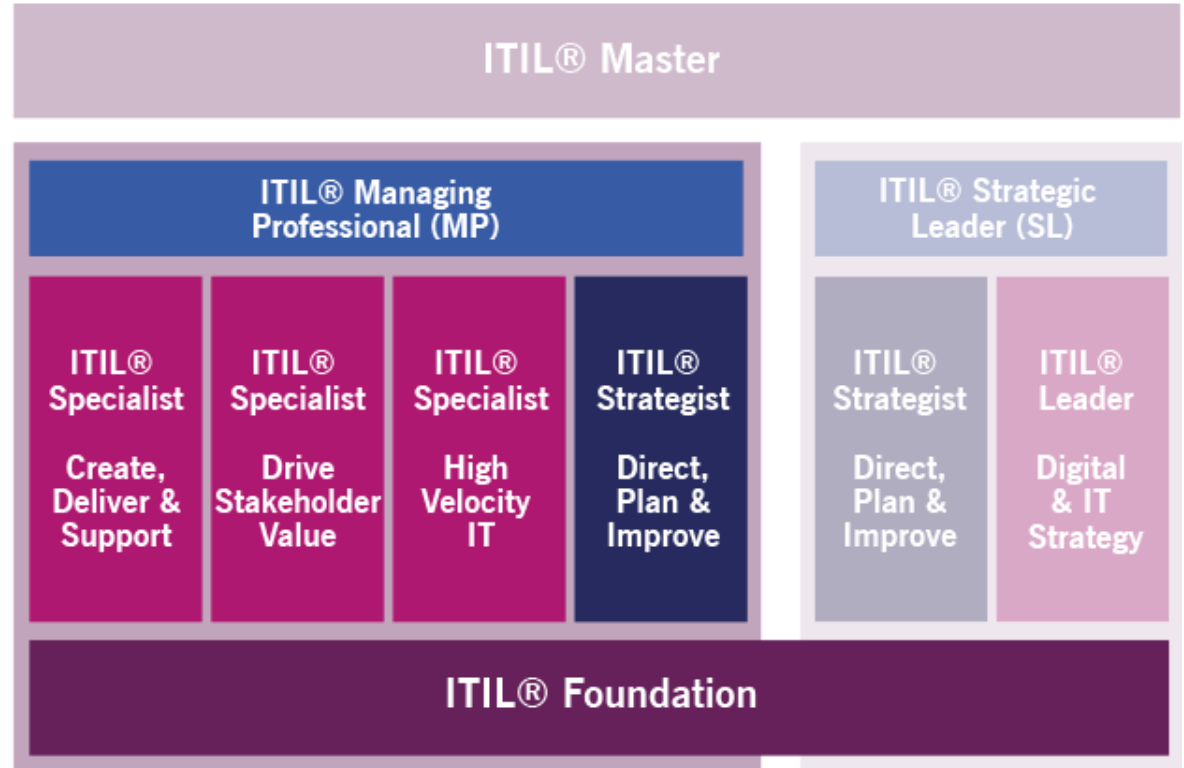 ITIL® Master
ITIL® Managing
Professional (MP)
ITIL® Strategic
Leader (SL)
ITIL®
Specialist
Create,
Deliver &
Support
ITIL®
Specialist
Drive
Stakeholder
Value
ITIL®
Specialist
High
Velocity
IT
ITIL®
Strategist
Direct,
Plan &
Improve
ITIL®
Strategist
Direct,
Plan &
Improve
ITIL®
Leader
Digital
& IT
Strategy
ITIL® Foundation